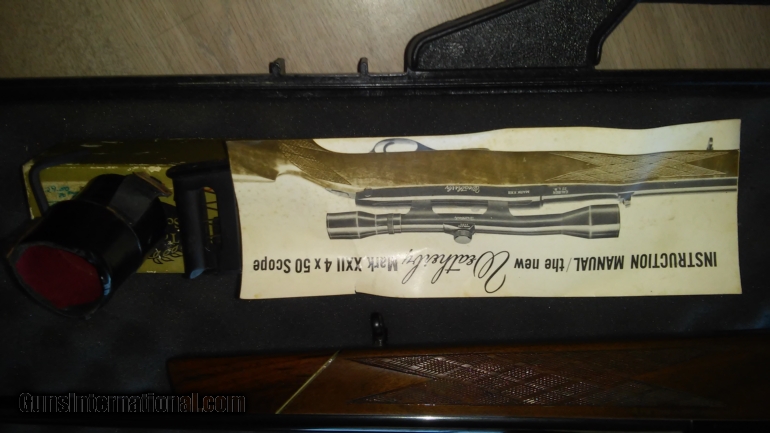 INSTRUCTION MANUAL/the new Weatherby Mark XXII 4 x 50 Scope
GunsInternational.com